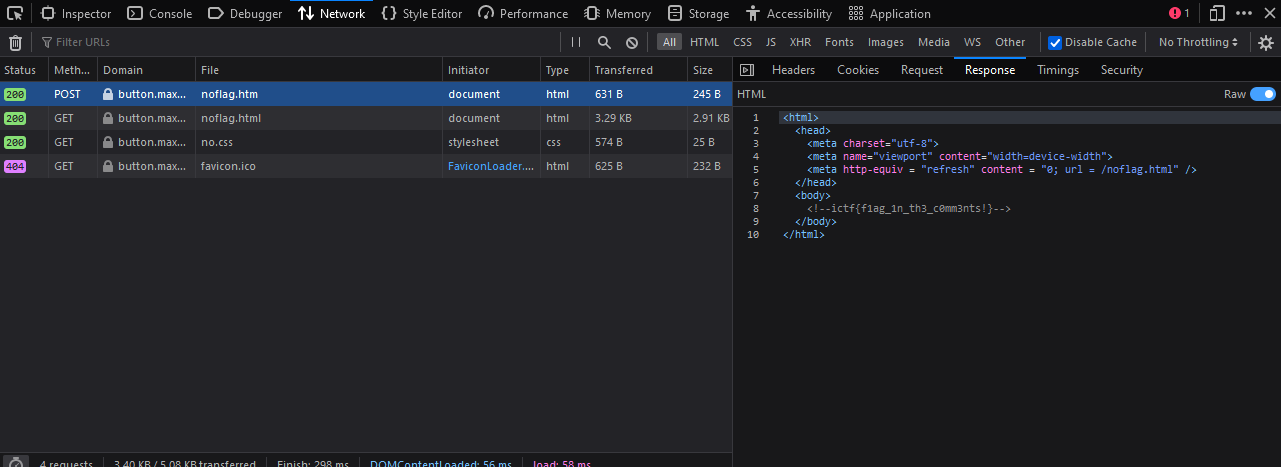 Inspector Console Debugger Network Style Editor Performance Memory Storage Accessibility Application 1
Filter URLs All HTML CSS JS XHR Fonts Images Media WS Other Disable Cache No Throttling
Status Meth... Domain File Initiator Type Transferred Size
200 POST button.max... noflag.htm document html 631 B 245 B
200 GET button.max... noflag.html document html 3.29 KB 2.91 KB
200 GET button.max... no.css stylesheet css 574 B 25 B
404 GET button.max... favicon.ico FaviconLoader.... html 625 B 232 B
4 requests 3.40 KB / 5.08 KB transferred Finish: 298 ms DOMContentLoaded: 56 ms load: 58 ms
Headers Cookies Request Response Timings Security
HTML Raw
1 <html>
2 <head>
3 <meta charset="utf-8">
4 <meta name="viewport" content="width=device-width">
5 <meta http-equiv = "refresh" content = "0; url = /noflag.html" />
6 </head>
7 <body>
8 <!--ictf{f1ag_1n_th3_c0mm3nts!}-->
9 </body>
10 </html>